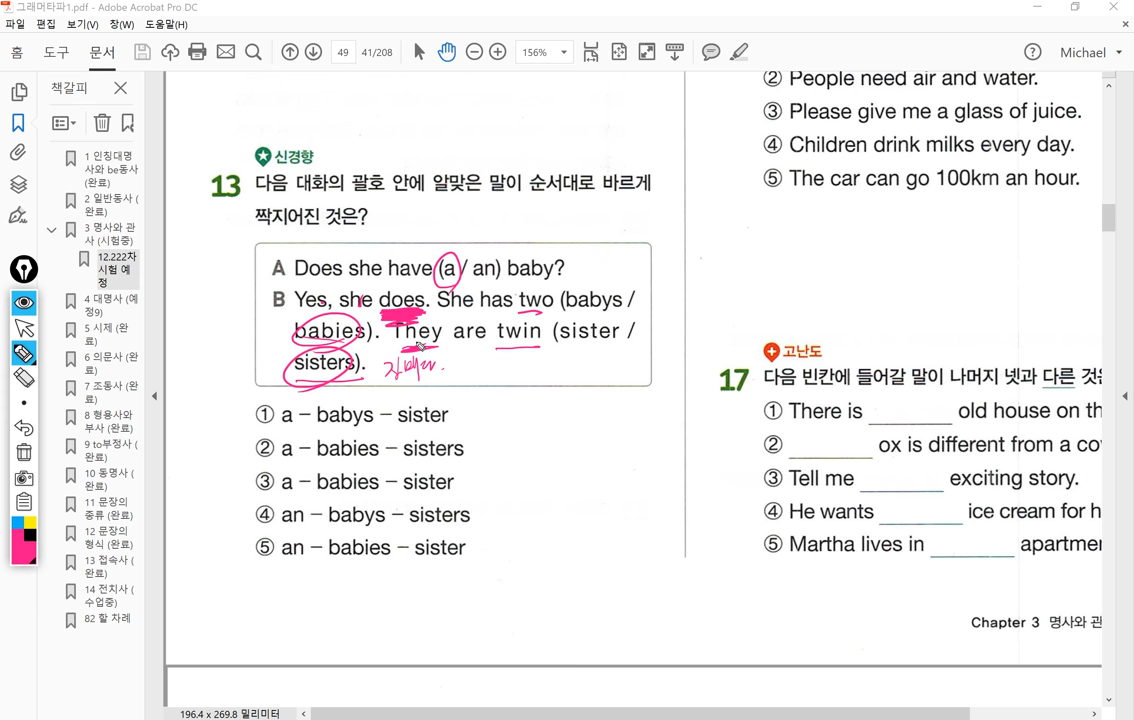 그래머타파1.pdf - Adobe Acrobat Pro DC
파일 편집 보기(V) 창(W) 도움말(H)
홈 도구 문서 49 41/208 156% Michael
책갈피
1 인칭대명
사와 be동사
(완료)
2 일반동사 (
완료)
3 명사와 관
사 (시험중)
12.222차
시험 예
정
4 대명사 (예
정9)
5 시제 (완
료)
6 의문사 (완
료)
7 조동사 (완
료)
8 형용사와
부사 (완료)
9 to부정사 (
완료)
10 동명사 (
완료)
11 문장의
종류 (완료)
12 문장의
형식 (완료)
13 접속사 (
완료)
14 전치사 (
수업중)
82 할 차례
신경향
13 다음 대화의 괄호 안에 알맞은 말이 순서대로 바르게
짝지어진 것은?
A Does she have (a / an) baby?
B Yes, she does. She has two (babys /
babies). They are twin (sister /
sisters).
① a – babys – sister
② a – babies – sisters
③ a – babies – sister
④ an – babys – sisters
⑤ an – babies – sister
② People need air and water.
③ Please give me a glass of juice.
④ Children drink milks every day.
⑤ The car can go 100km an hour.
고난도
17 다음 빈칸에 들어갈 말이 나머지 넷과 다른 것은
① There is ________ old house on th
② ________ ox is different from a co
③ Tell me ________ exciting story.
④ He wants ________ ice cream for h
⑤ Martha lives in ________ apartmer
Chapter 3 명사와 관
196.4 x 269.8 밀리미터